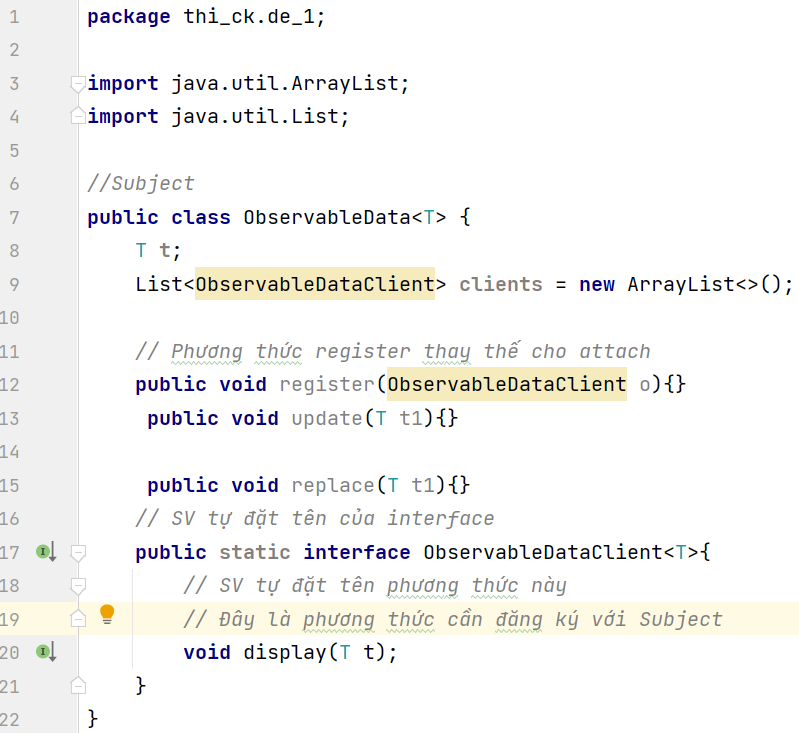 1 package thi_ck.de_1;
2
3 import java.util.ArrayList;
4 import java.util.List;
5
6 //Subject
7 public class ObservableData<T> {
8 T t;
9 List<ObservableDataClient> clients = new ArrayList<>();
10
11 // Phương thức register thay thế cho attach
12 public void register(ObservableDataClient o){}
13 public void update(T t1){}
14
15 public void replace(T t1){}
16 // SV tự đặt tên của interface
17 public static interface ObservableDataClient<T>{
18 // SV tự đặt tên phương thức này
19 // Đây là phương thức cần đăng ký với Subject
20 void display(T t);
21 }
22 }